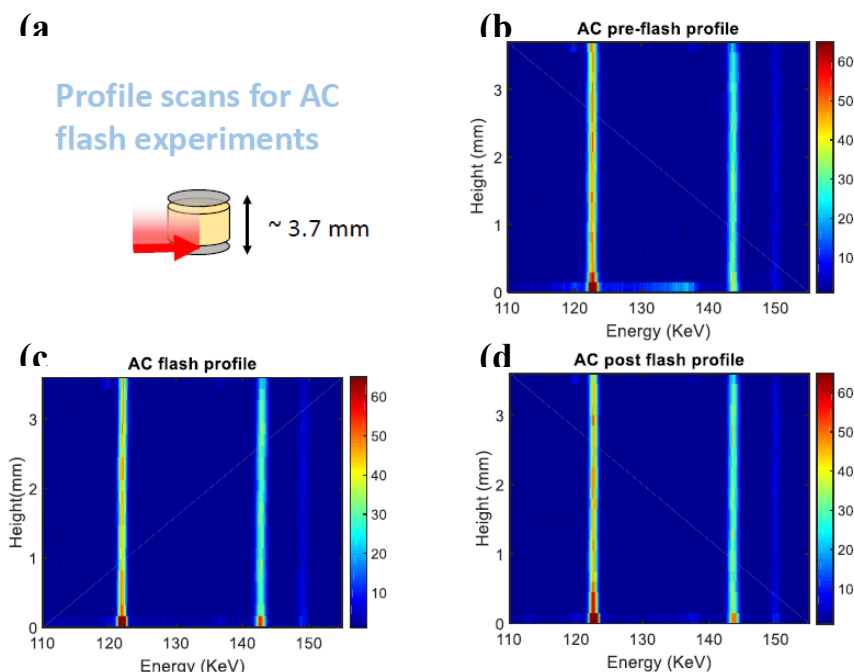 (a
Profile scans for AC
flash experiments
~ 3.7 mm
(b
AC pre-flash profile
Height (mm)
3
2
1
0
110 120 130 140 150
Energy (KeV)
60
50
40
30
20
10
(c
AC flash profile
Height(mm)
3
2
1
0
110 120 130 140 150
Energy (KeV)
60
50
40
30
20
10
(d
AC post flash profile
Height (mm)
3
2
1
0
110 120 130 140 150
Energy (KeV)
60
50
40
30
20
10